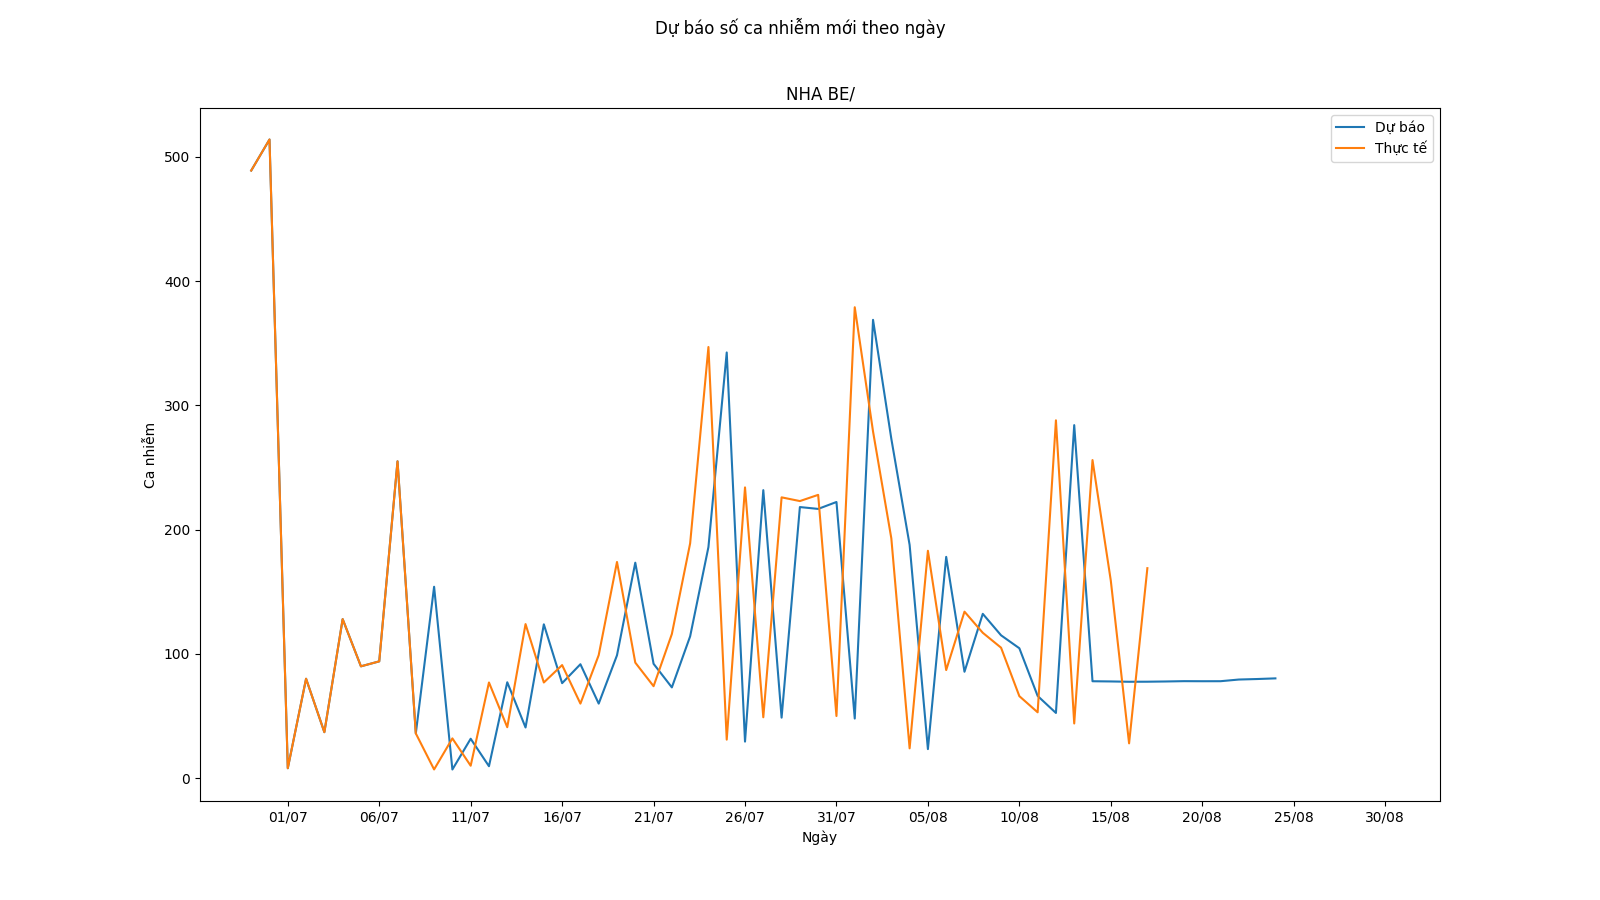 Dự báo số ca nhiễm mới theo ngày
NHA BE/
Dự báo
Thực tế
500
400
300
200
100
0
Ca nhiễm
01/07 06/07 11/07 16/07 21/07 26/07 31/07 05/08 10/08 15/08 20/08 25/08 30/08
Ngày